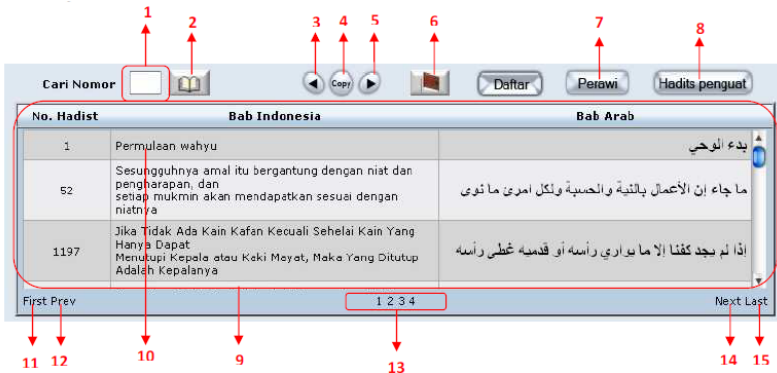 1 2 3 4 5 6 7 8
Cari Nomor Copy Daftar Perawi Hadits penguat
No. Hadist Bab Indonesia Bab Arab
1 Permulaan wahyu بدء الوحي
Sesungguhnya amal itu bergantung dengan niat dan
pengharapan, dan
52 ما جاء إن الأعمال بالنية والحسبة ولكل امرئ ما نوى
setiap mukmin akan mendapatkan sesuai dengan
niatnya
Jika Tidak Ada Kain Kafan Kecuali Sehelai Kain Yang
Hanya Dapat
1197 إذا لم يجد كفنا إلا ما يواري رأسه أو قدميه غطى رأسه
Menutupi Kepala atau Kaki Mayat, Maka Yang Ditutup
Adalah Kepalanya
First Prev 1 2 3 4 Next Last
11 12 10 9 13 14 15